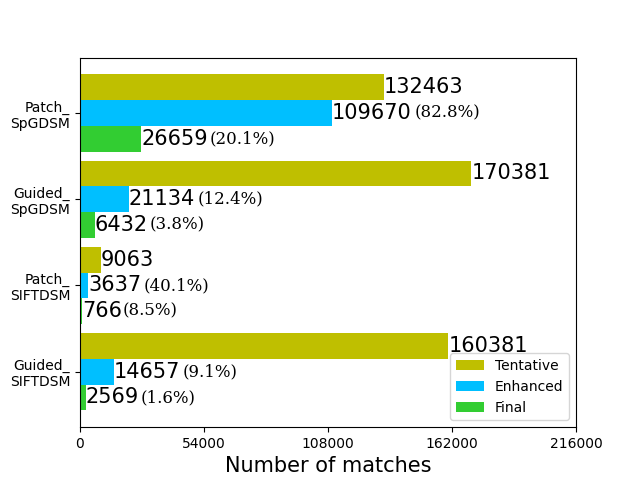 Patch_
SpGDSM
132463
109670 (82.8%)
26659 (20.1%)
Guided_
SpGDSM
170381
21134 (12.4%)
6432 (3.8%)
Patch_
SIFTDSM
9063
3637 (40.1%)
766 (8.5%)
Guided_
SIFTDSM
160381
14657 (9.1%)
2569 (1.6%)
Tentative
Enhanced
Final
0 54000 108000 162000 216000
Number of matches